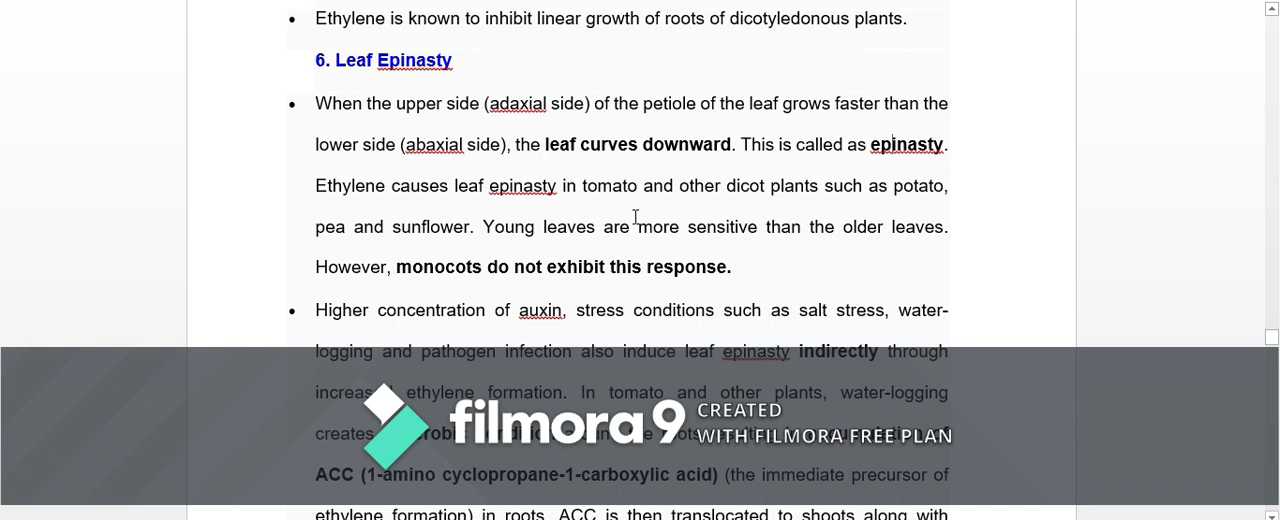 Ethylene is known to inhibit linear growth of roots of dicotyledonous plants.
6. Leaf Epinasty
When the upper side (adaxial side) of the petiole of the leaf grows faster than the
lower side (abaxial side), the leaf curves downward. This is called as epinasty.
Ethylene causes leaf epinasty in tomato and other dicot plants such as potato,
pea and sunflower. Young leaves are more sensitive than the older leaves.
However, monocots do not exhibit this response.
Higher concentration of auxin, stress conditions such as salt stress, water-
logging and pathogen infection also induce leaf epinasty indirectly through
ethylene formation. In tomato and other plants, water-logging
creates
filmora9 CREATED
WITH FILMORA FREE PLAN
ACC (1-amino cyclopropane-1-carboxylic acid) (the immediate precursor of
ethylene formation) in roots. ACC is then translocated to shoots along with